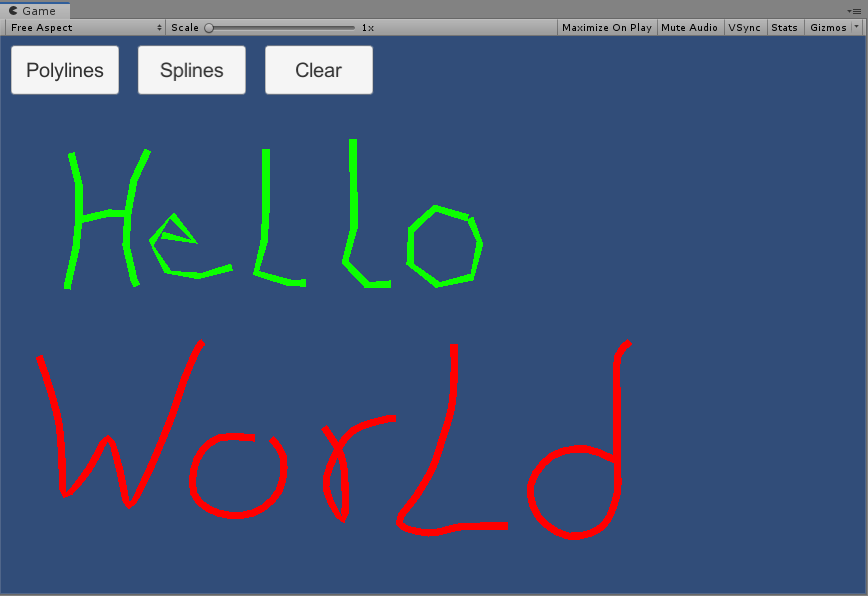 Game
Free Aspect Scale 1x Maximize On Play Mute Audio VSync Stats Gizmos
Polylines Splines Clear
HeLlo
WorLd